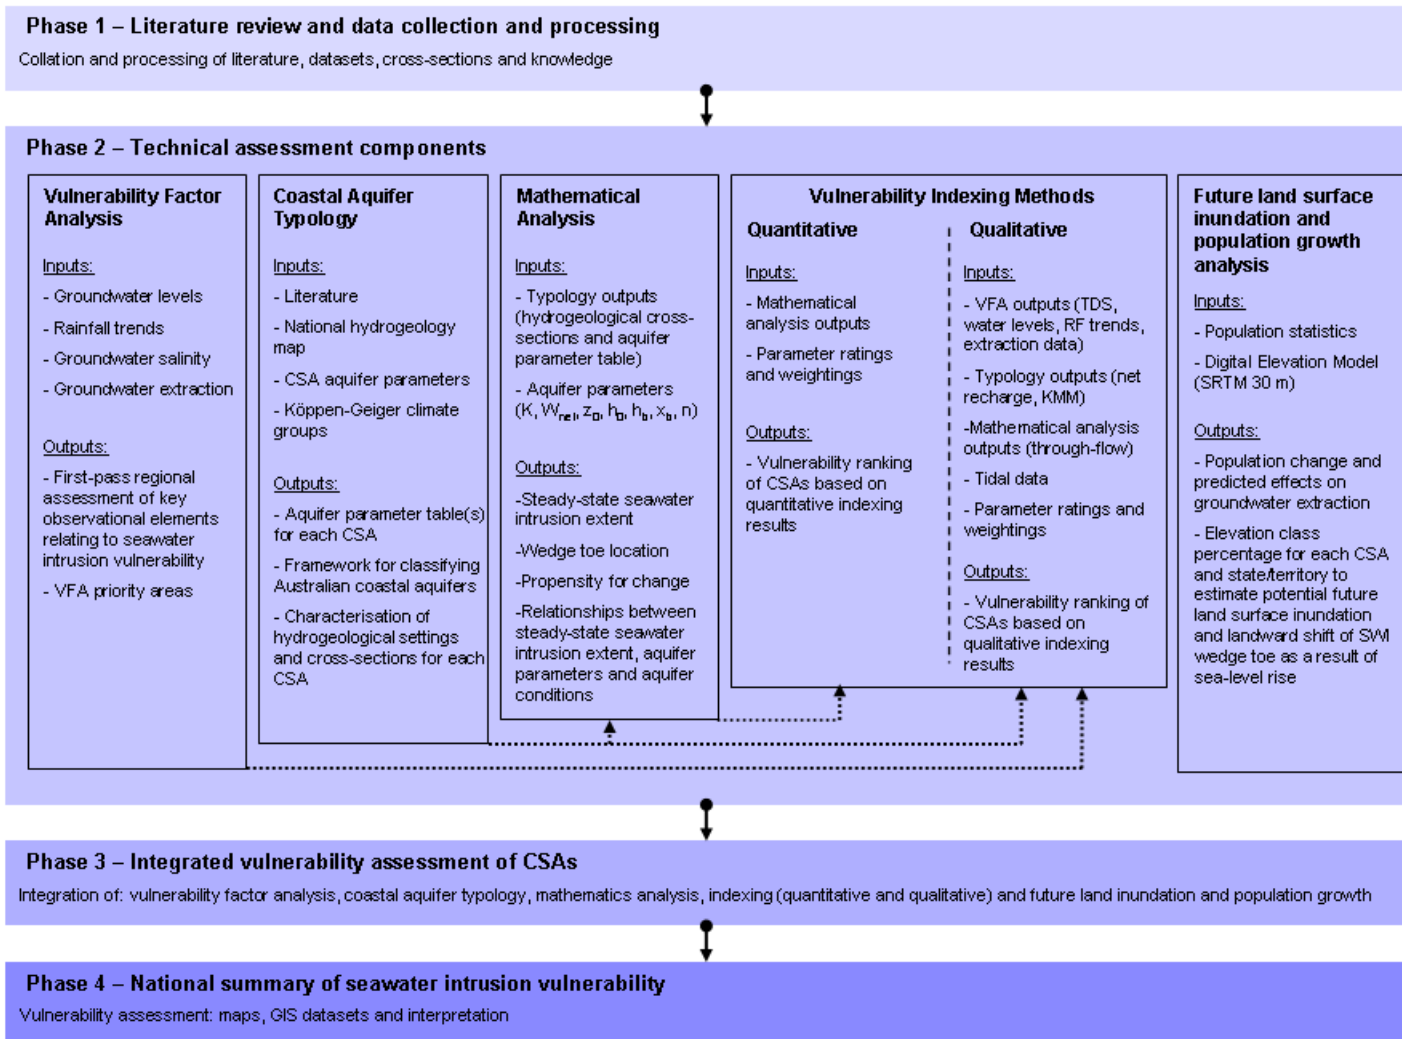 Phase 1 – Literature review and data collection and processing
Collation and processing of literature, datasets, cross-sections and knowledge
Phase 2 – Technical assessment components
Vulnerability Factor
Analysis
Inputs:
- Groundwater levels
- Rainfall trends
- Groundwater salinity
- Groundwater extraction
Outputs:
- First-pass regional
assessment of key
observational elements
relating to seawater
intrusion vulnerability
- VFA priority areas
Coastal Aquifer
Typology
Inputs:
- Literature
- National hydrogeology
map
- CSA aquifer parameters
- Köppen-Geiger climate
groups
Outputs:
- Aquifer parameter table(s)
for each CSA
- Framework for classifying
Australian coastal aquifers
- Characterisation of
hydrogeological settings
and cross-sections for each
CSA
Mathematical
Analysis
Inputs:
- Typology outputs
(hydrogeological cross-
sections and aquifer
parameter table)
- Aquifer parameters
(K, W_net, z_0, h_0, h_b, x_b, n)
Outputs:
-Steady-state seawater
intrusion extent
-Wedge toe location
-Propensity for change
-Relationships between
steady-state seawater
intrusion extent, aquifer
parameters and aquifer
conditions
Vulnerability Indexing Methods
Quantitative
Inputs:
- Mathematical
analysis outputs
- Parameter ratings
and weightings
Outputs:
- Vulnerability ranking
of CSAs based on
quantitative indexing
results
Qualitative
Inputs:
- VFA outputs (TDS,
water levels, RF trends,
extraction data)
- Typology outputs (net
recharge, KMM)
-Mathematical analysis
outputs (through-flow)
- Tidal data
- Parameter ratings and
weightings
Outputs:
- Vulnerability ranking of
CSAs based on
qualitative indexing
results
Future land surface
inundation and
population growth
analysis
Inputs:
- Population statistics
- Digital Elevation Model
(SRTM 30 m)
Outputs:
- Population change and
predicted effects on
groundwater extraction
- Elevation class
percentage for each CSA
and state/territory to
estimate potential future
land surface inundation
and landward shift of SWI
wedge toe as a result of
sea-level rise
Phase 3 – Integrated vulnerability assessment of CSAs
Integration of: vulnerability factor analysis, coastal aquifer typology, mathematics analysis, indexing (quantitative and qualitative) and future land inundation and population growth
Phase 4 – National summary of seawater intrusion vulnerability
Vulnerability assessment: maps, GIS datasets and interpretation